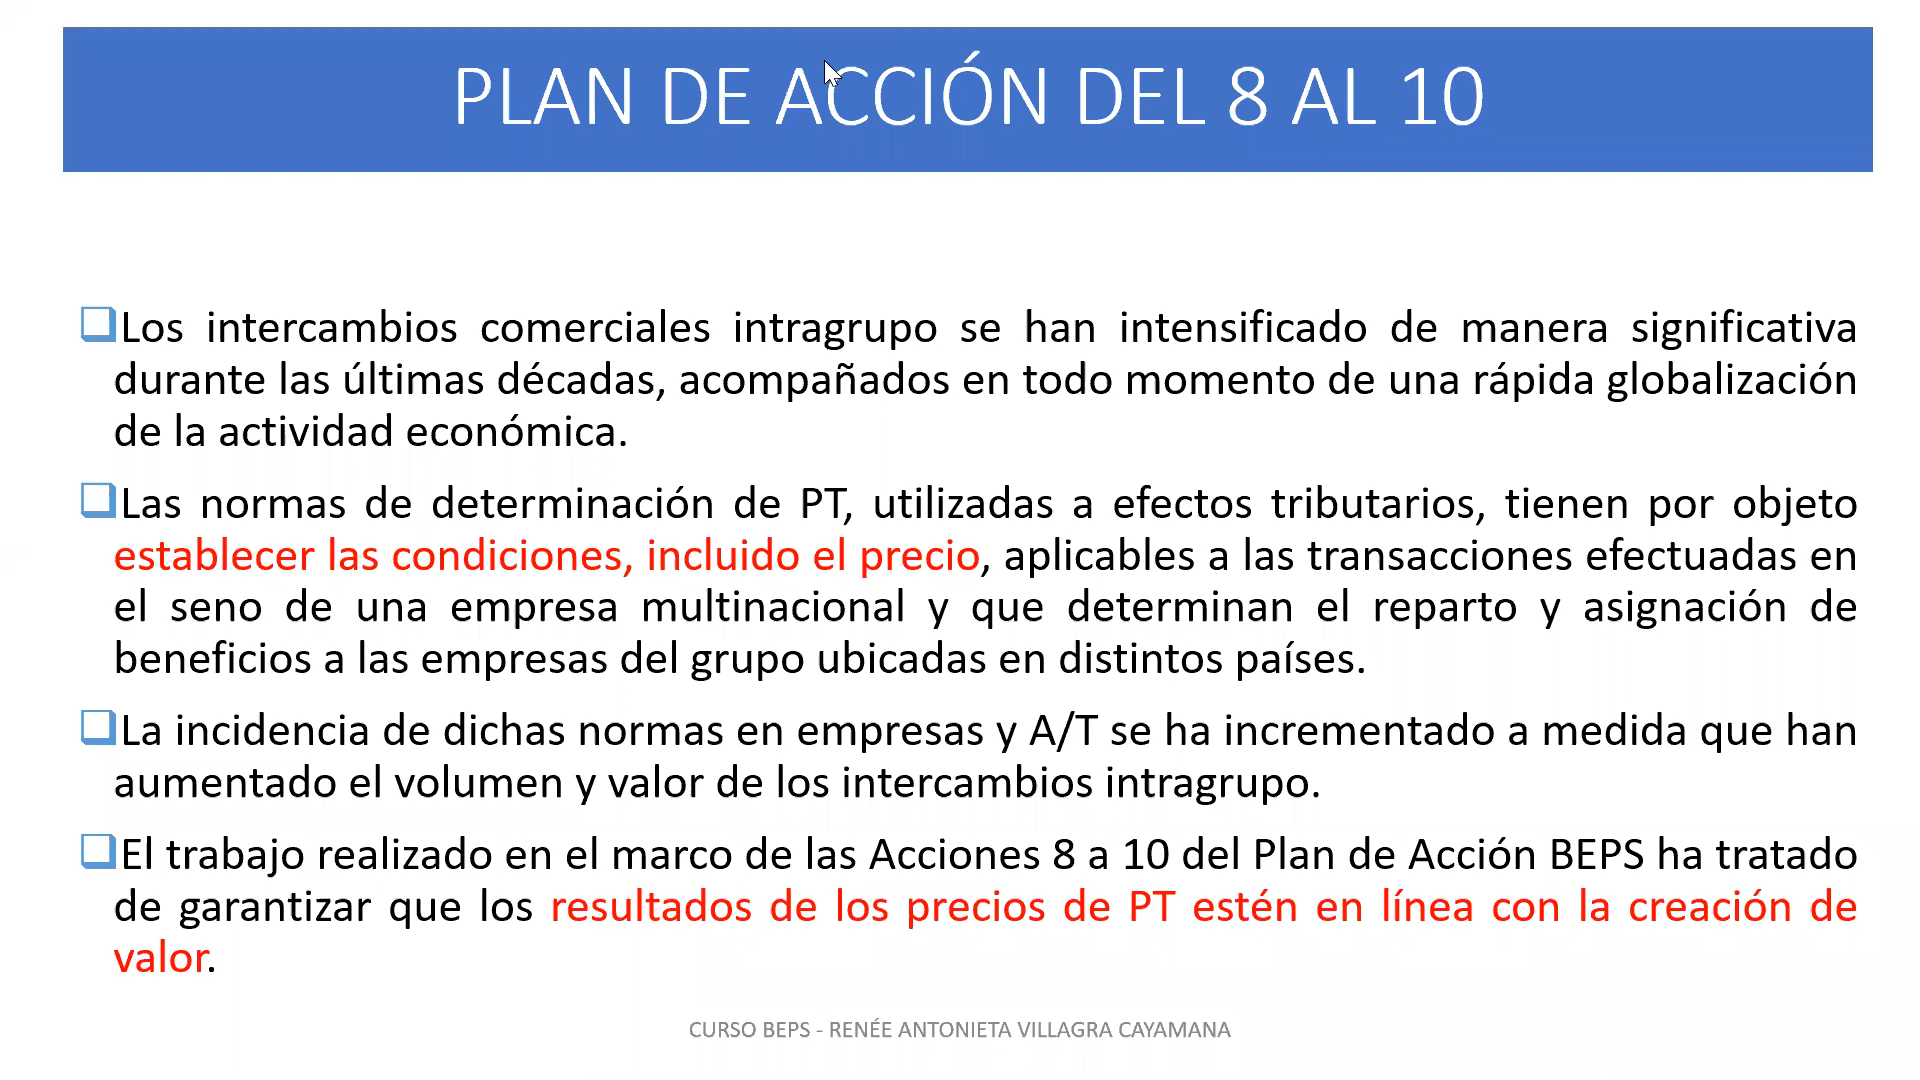 PLAN DE ACCIÓN DEL 8 AL 10
Los intercambios comerciales intragrupo se han intensificado de manera significativa
durante las últimas décadas, acompañados en todo momento de una rápida globalización
de la actividad económica.
Las normas de determinación de PT, utilizadas a efectos tributarios, tienen por objeto
establecer las condiciones, incluido el precio, aplicables a las transacciones efectuadas en
el seno de una empresa multinacional y que determinan el reparto y asignación de
beneficios a las empresas del grupo ubicadas en distintos países.
La incidencia de dichas normas en empresas y A/T se ha incrementado a medida que han
aumentado el volumen y valor de los intercambios intragrupo.
El trabajo realizado en el marco de las Acciones 8 a 10 del Plan de Acción BEPS ha tratado
de garantizar que los resultados de los precios de PT estén en línea con la creación de
valor.
CURSO BEPS - RENÉE ANTONIETA VILLAGRA CAYAMANA